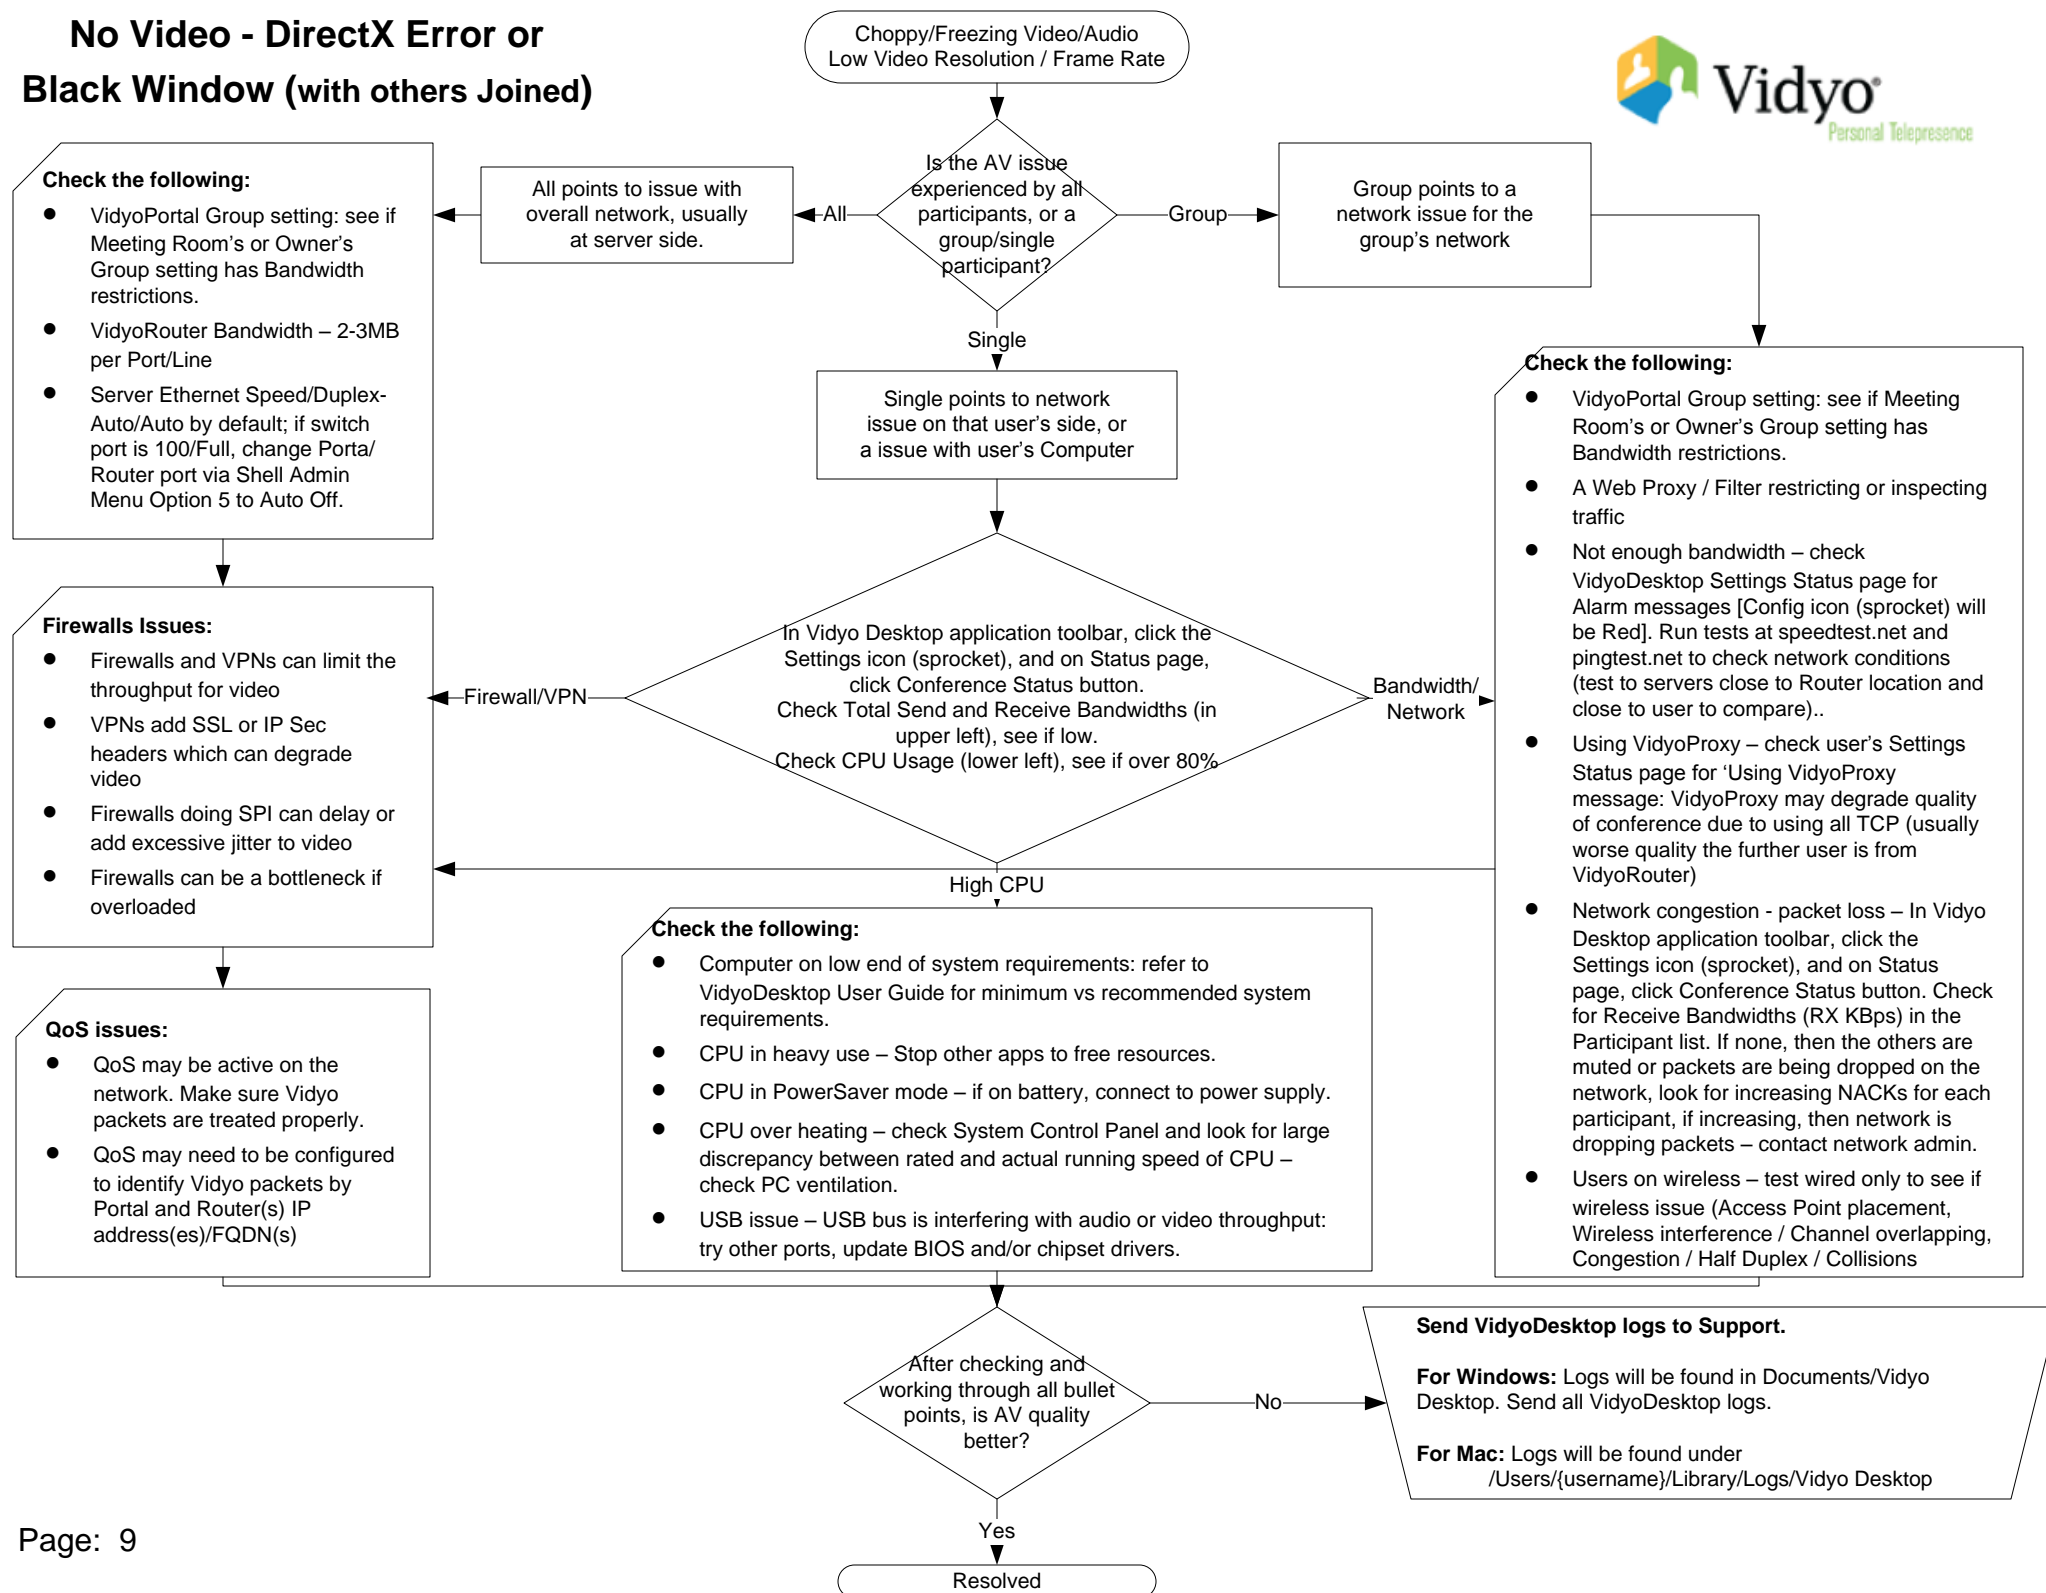 No Video - DirectX Error or
Black Window (with others Joined)
Choppy/Freezing Video/Audio
Low Video Resolution / Frame Rate
Vidyo
Personal Telepresence
Is the AV issue
experienced by all
participants, or a
group/single
participant?
All
Group
Single
All points to issue with
overall network, usually
at server side.
Group points to a
network issue for the
group's network
Check the following:
● VidyoPortal Group setting: see if
Meeting Room's or Owner's
Group setting has Bandwidth
restrictions.
● VidyoRouter Bandwidth – 2-3MB
per Port/Line
● Server Ethernet Speed/Duplex-
Auto/Auto by default; if switch
port is 100/Full, change Porta/
Router port via Shell Admin
Menu Option 5 to Auto Off.
Single points to network
issue on that user's side, or
a issue with user's Computer
Check the following:
● VidyoPortal Group setting: see if Meeting
Room's or Owner's Group setting has
Bandwidth restrictions.
● A Web Proxy / Filter restricting or inspecting
traffic
● Not enough bandwidth – check
VidyoDesktop Settings Status page for
Alarm messages [Config icon (sprocket) will
be Red]. Run tests at speedtest.net and
pingtest.net to check network conditions
(test to servers close to Router location and
close to user to compare)..
● Using VidyoProxy – check user's Settings
Status page for 'Using VidyoProxy
message: VidyoProxy may degrade quality
of conference due to using all TCP (usually
worse quality the further user is from
VidyoRouter)
● Network congestion - packet loss – In Vidyo
Desktop application toolbar, click the
Settings icon (sprocket), and on Status
page, click Conference Status button. Check
for Receive Bandwidths (RX KBps) in the
Participant list. If none, then the others are
muted or packets are being dropped on the
network, look for increasing NACKs for each
participant, if increasing, then network is
dropping packets – contact network admin.
● Users on wireless – test wired only to see if
wireless issue (Access Point placement,
Wireless interference / Channel overlapping,
Congestion / Half Duplex / Collisions
In Vidyo Desktop application toolbar, click the
Settings icon (sprocket), and on Status page,
click Conference Status button.
Check Total Send and Receive Bandwidths (in
upper left), see if low.
Check CPU Usage (lower left), see if over 80%
Firewall/VPN
Bandwidth/
Network
High CPU
Firewalls Issues:
● Firewalls and VPNs can limit the
throughput for video
● VPNs add SSL or IP Sec
headers which can degrade
video
● Firewalls doing SPI can delay or
add excessive jitter to video
● Firewalls can be a bottleneck if
overloaded
Check the following:
● Computer on low end of system requirements: refer to
VidyoDesktop User Guide for minimum vs recommended system
requirements.
● CPU in heavy use – Stop other apps to free resources.
● CPU in PowerSaver mode – if on battery, connect to power supply.
● CPU over heating – check System Control Panel and look for large
discrepancy between rated and actual running speed of CPU –
check PC ventilation.
● USB issue – USB bus is interfering with audio or video throughput:
try other ports, update BIOS and/or chipset drivers.
QoS issues:
● QoS may be active on the
network. Make sure Vidyo
packets are treated properly.
● QoS may need to be configured
to identify Vidyo packets by
Portal and Router(s) IP
address(es)/FQDN(s)
After checking and
working through all bullet
points, is AV quality
better?
No
Yes
Send VidyoDesktop logs to Support.
For Windows: Logs will be found in Documents/Vidyo
Desktop. Send all VidyoDesktop logs.
For Mac: Logs will be found under
/Users/{username}/Library/Logs/Vidyo Desktop
Resolved
Page: 9